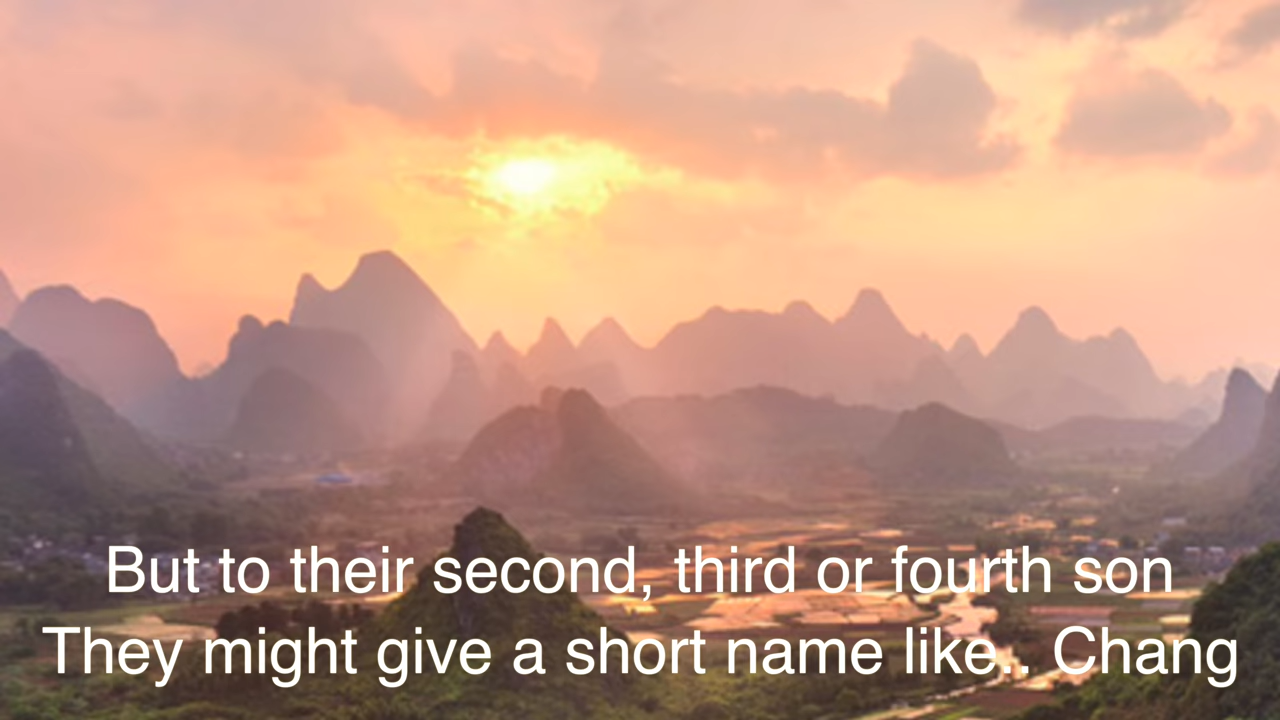 But to their second, third or fourth son
They might give a short name like.. Chang